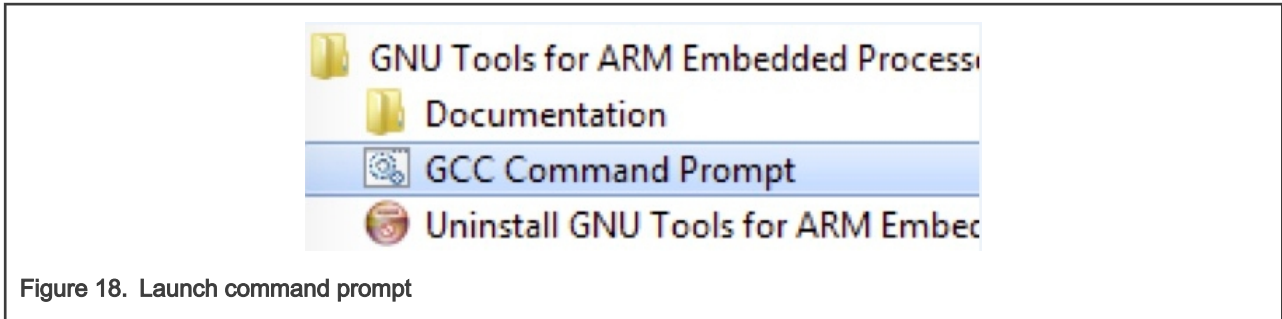 GNU Tools for ARM Embedded Process
Documentation
GCC Command Prompt
Uninstall GNU Tools for ARM Embed
Figure 18. Launch command prompt